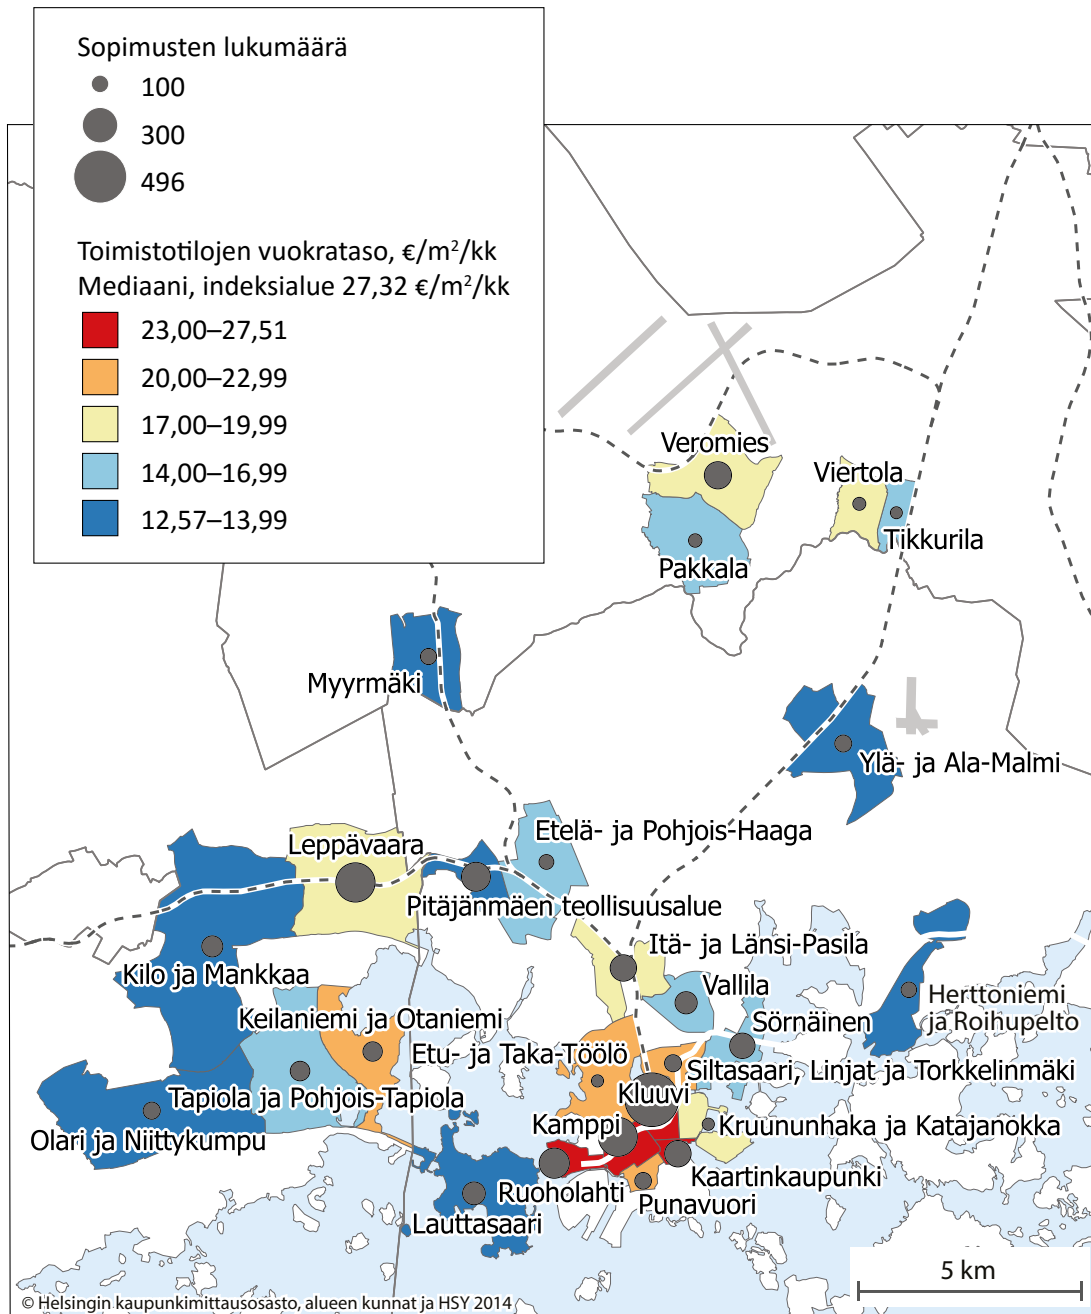 Sopimusten lukumäärä
100
300
496
Toimistotilojen vuokrataso, €/m²/kk
Mediaani, indeksialue 27,32 €/m²/kk
23,00–27,51
20,00–22,99
17,00–19,99
14,00–16,99
12,57–13,99
Veromies
Viertola
Tikkurila
Pakkala
Myyrmäki
Ylä- ja Ala-Malmi
Etelä- ja Pohjois-Haaga
Leppävaara
Pitäjänmäen teollisuusalue
Itä- ja Länsi-Pasila
Kilo ja Mankkaa
Vallila
Herttoniemi
ja Roihupelto
Keilaniemi ja Otaniemi
Sörnäinen
Etu- ja Taka-Töölö
Siltasaari, Linjat ja Torkkelinmäki
Kluuvi
Tapiola ja Pohjois-Tapiola
Kamppi
Kruununhaka ja Katajanokka
Olari ja Niittykumpu
Kaartinkaupunki
Ruoholahti
Punavuori
Lauttasaari
5 km
© Helsingin kaupunkimittausosasto, alueen kunnat ja HSY 2014